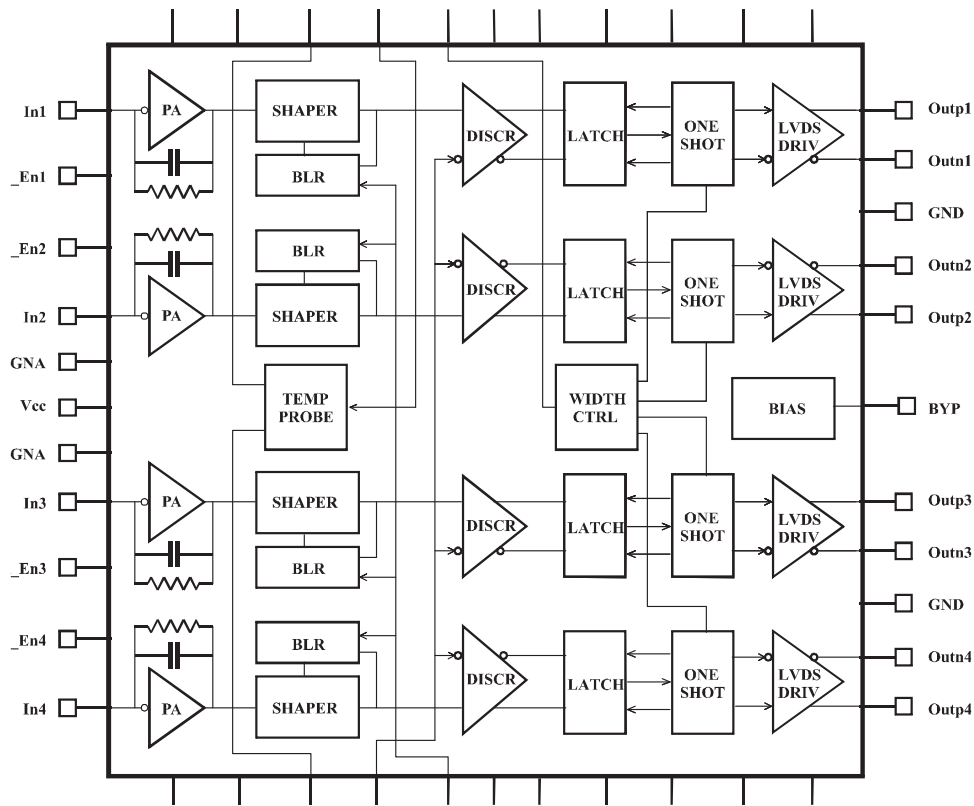 In1
PA
SHAPER
DISCR
LATCH
ONE
SHOT
LVDS
DRIV
Outp1
_En1
BLR
Outn1
GND
_En2
BLR
DISCR
LATCH
ONE
SHOT
LVDS
DRIV
Outn2
In2
PA
SHAPER
Outp2
GNA
Vcc
TEMP
PROBE
WIDTH
CTRL
BIAS
BYP
GNA
In3
PA
SHAPER
DISCR
LATCH
ONE
SHOT
LVDS
DRIV
Outp3
_En3
BLR
Outn3
GND
_En4
BLR
DISCR
LATCH
ONE
SHOT
LVDS
DRIV
Outn4
In4
PA
SHAPER
Outp4